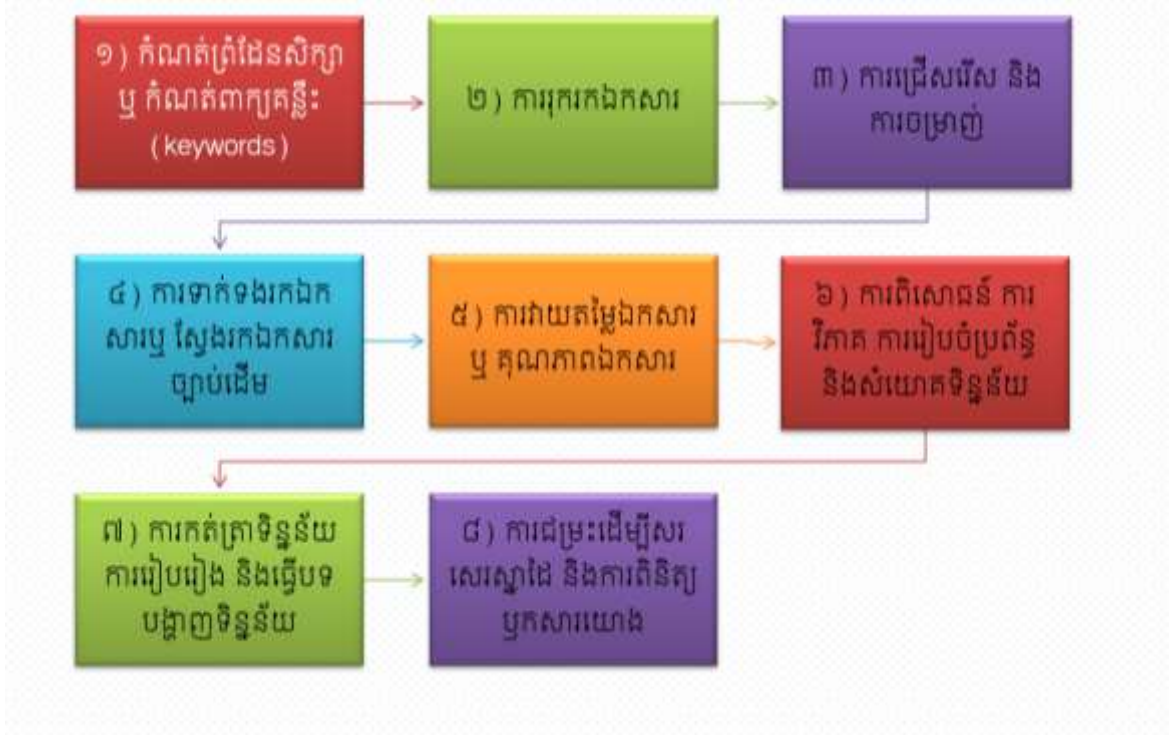 ១) កំណត់ព្រំដែនសិក្សា
ឬ កំណត់ពាក្យគន្លឹះ
(keywords)
២) ការរុករកឯកសារ
៣) ការជ្រើសរើស និង
ការចម្រាញ់
៤) ការទាក់ទងរកឯក
សារឬ ស្វែងរកឯកសារ
ច្បាប់ដើម
៥) ការវាយតម្លៃឯកសារ
ឬ គុណភាពឯកសារ
៦) ការពិសោធន៍ ការ
វិភាគ ការរៀបចំប្រព័ន្ធ
និងសំយោគទិន្នន័យ
៧) ការកត់ត្រាទិន្នន័យ
ការរៀបរៀង និងធ្វើបទ
បង្ហាញទិន្នន័យ
៨) ការជម្រះដើម្បីសរ
សេរស្នាដៃ និងការពិនិត្យ
ឬកសារយោង